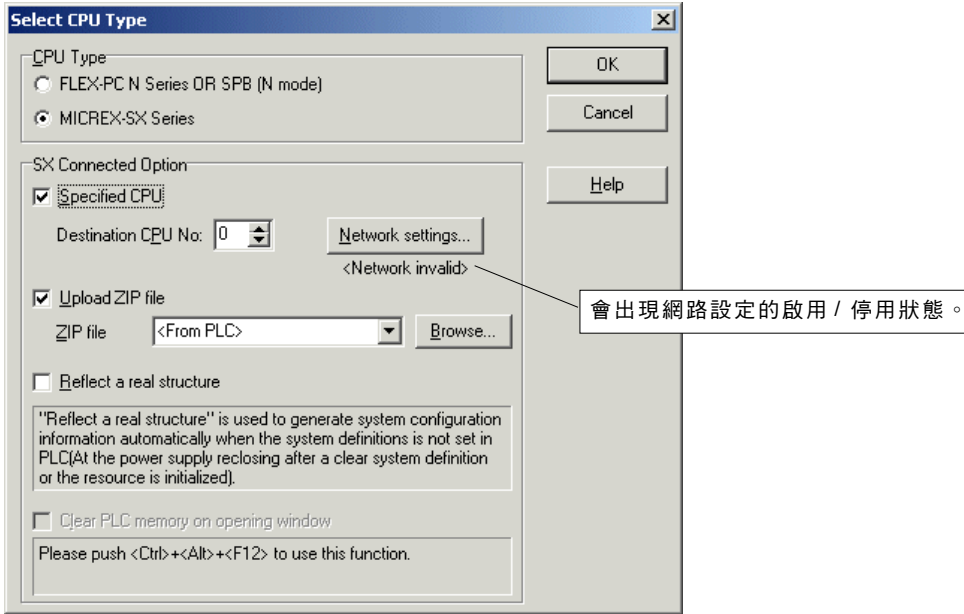 Select CPU Type
CPU Type
FLEX-PC N Series OR SPB (N mode)
MICREX-SX Series
OK
Cancel
Help
SX Connected Option
Specified CPU
Destination CPU No: 0
Network settings...
<Network invalid>
會出現網路設定的啟用 / 停用狀態。
Upload ZIP file
ZIP file <From PLC> Browse...
Reflect a real structure
"Reflect a real structure" is used to generate system configuration
information automatically when the system definitions is not set in
PLC(At the power supply reclosing after a clear system definition
or the resource is initialized).
Clear PLC memory on opening window
Please push <Ctrl>+<Alt>+<F12> to use this function.